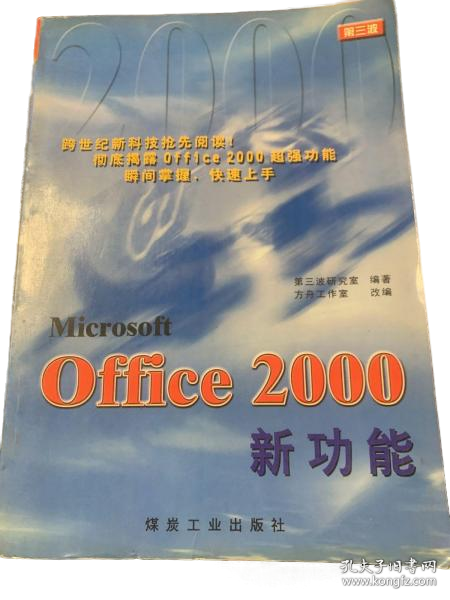 2000
第三波
跨世纪新科技抢先阅读!
彻底揭露 Office 2000 超强功能
瞬间掌握、快速上手
第三波研究室 编著
方舟工作室 改编
Microsoft
Office 2000
新功能
煤炭工业出版社
孔夫子旧书网
www.kongfz.com